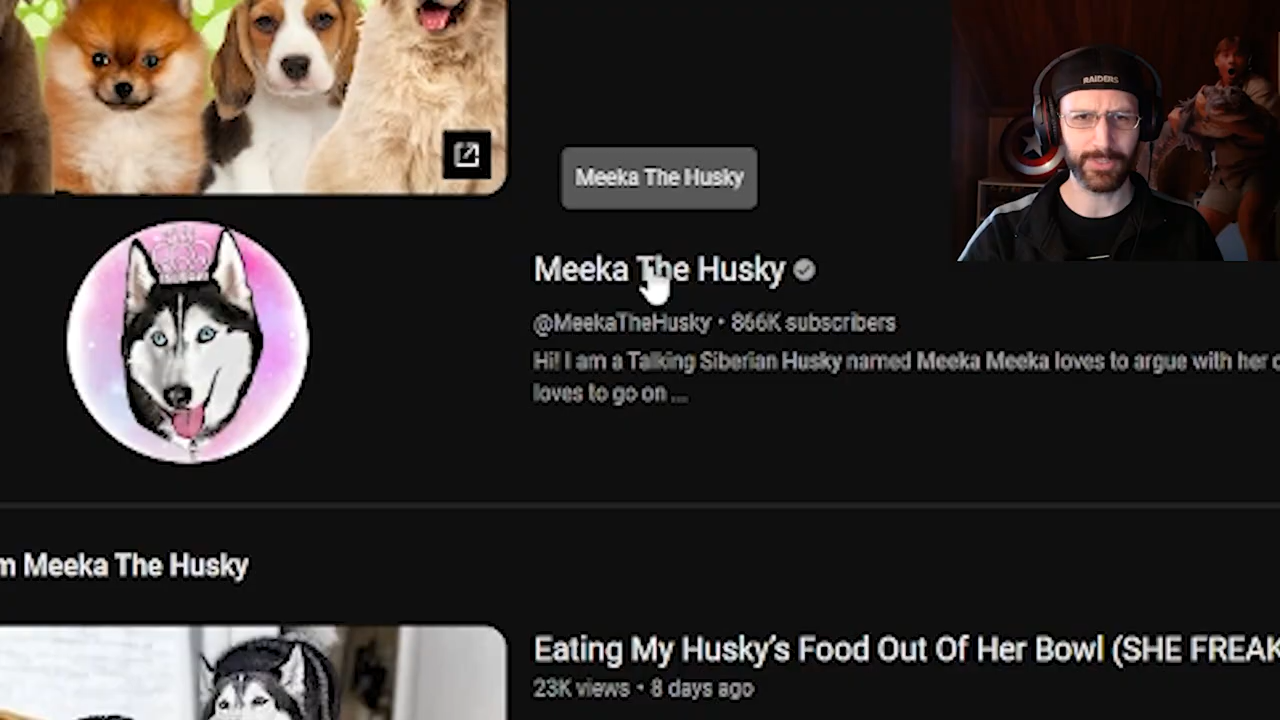 RAIDERS
Meeka The Husky
Meeka The Husky
@MeekaTheHusky • 866K subscribers
Hi! I am a Talking Siberian Husky named Meeka Meeka loves to argue with her
loves to go on ...
m Meeka The Husky
Eating My Husky's Food Out Of Her Bowl (SHE FREAK
23K views • 8 days ago